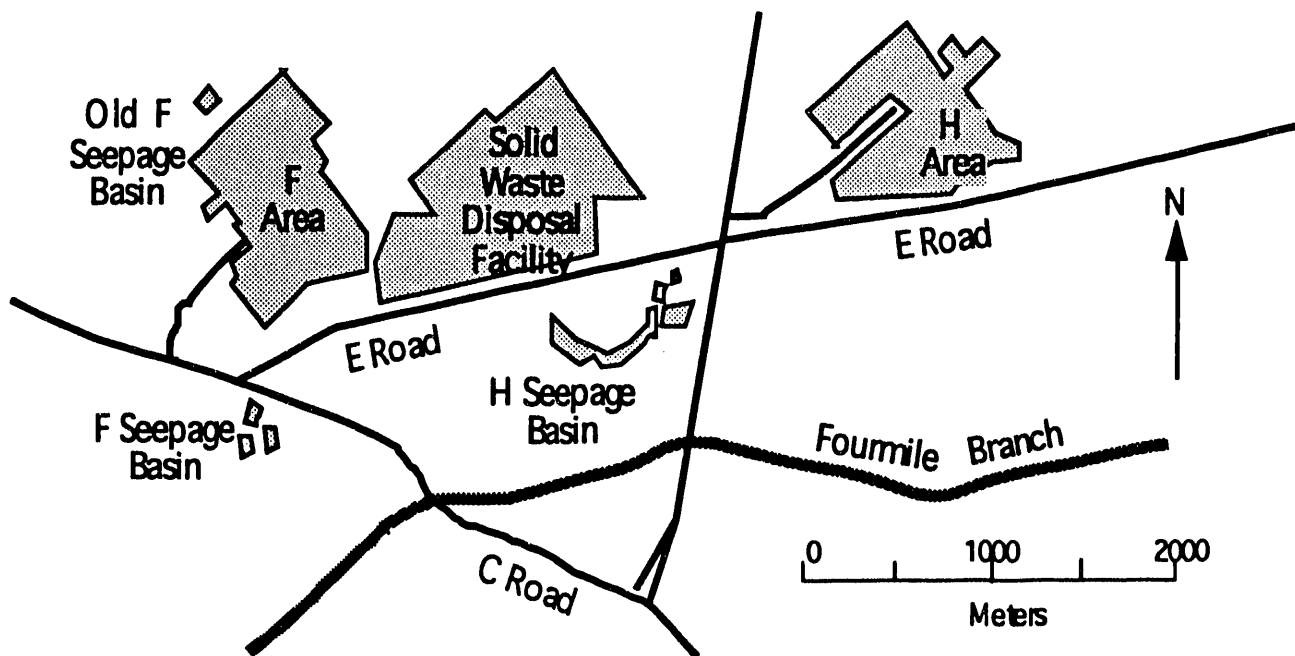 Old F
Seepage
Basin
F
Area
Solid
Waste
Disposal
Facility
H
Area
N
E Road
E Road
H Seepage
Basin
F Seepage
Basin
Fourmile Branch
C Road
0 1000 2000
Meters